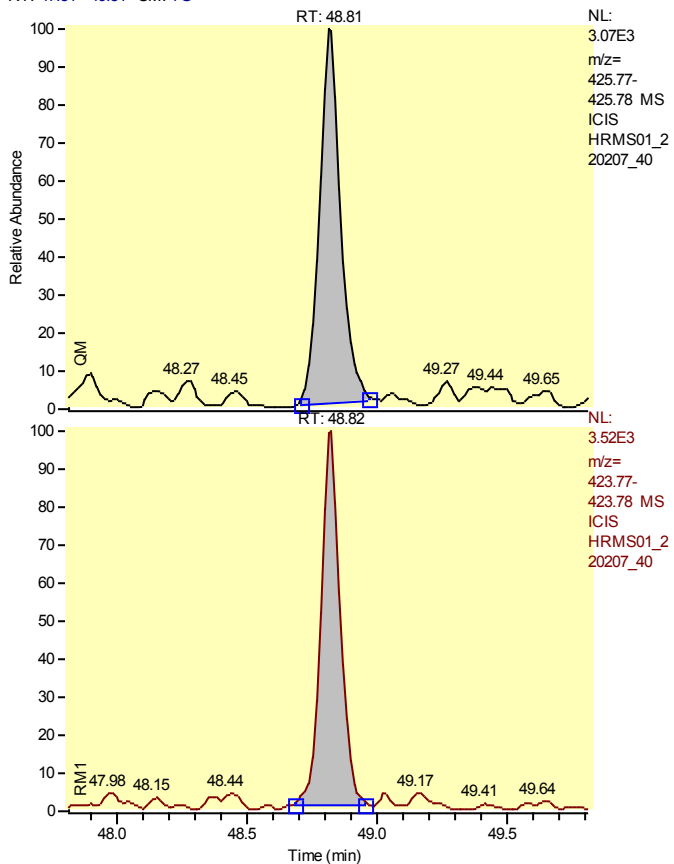 RT: 48.81
NL:
3.07E3
m/z=
425.77-
425.78 MS
ICIS
HRMS01_2
20207_40
100
90
80
70
60
50
40
30
20
10
0
Relative Abundance
QM
48.27
48.45
49.27
49.44
49.65
RT: 48.82
NL:
3.52E3
m/z=
423.77-
423.78 MS
ICIS
HRMS01_2
20207_40
100
90
80
70
60
50
40
30
20
10
0
RM1
47.98
48.15
48.44
49.17
49.41
49.64
48.0
48.5
49.0
49.5
Time (min)